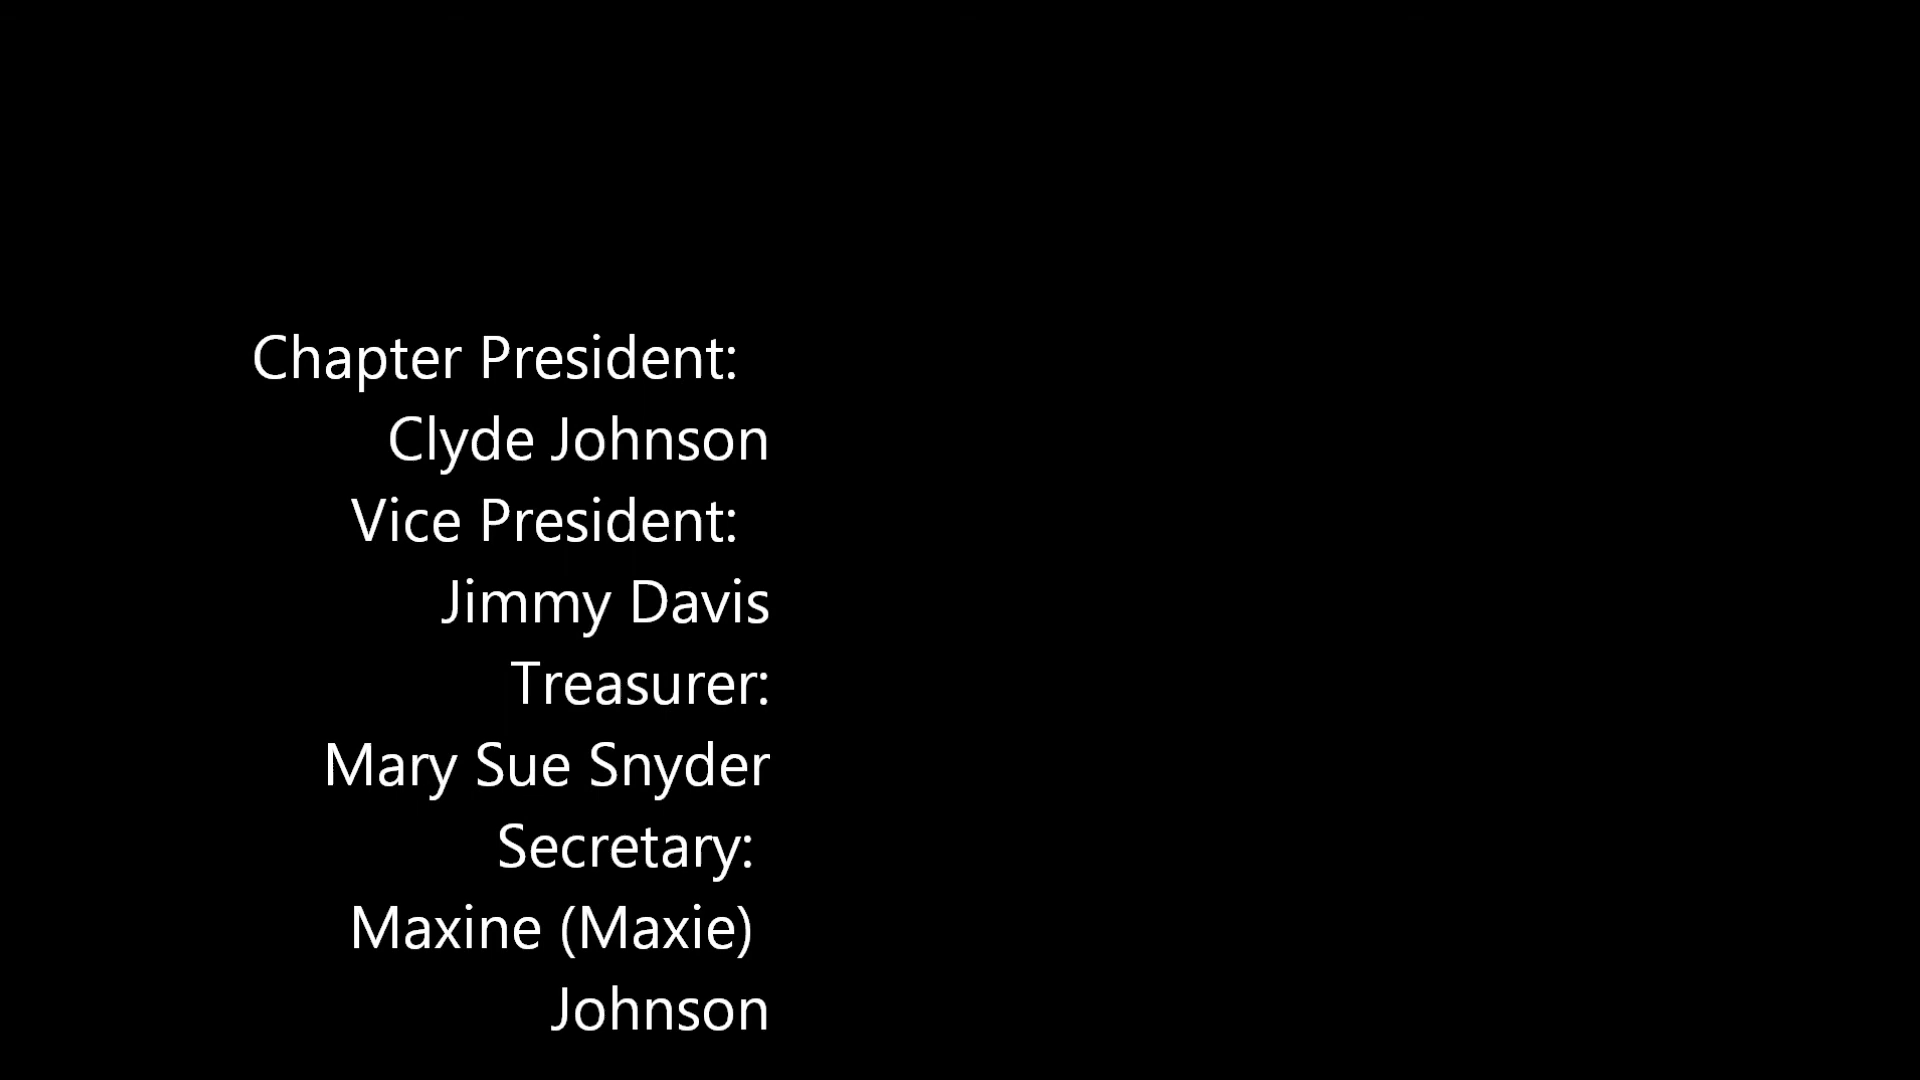 Chapter President:
Clyde Johnson
Vice President:
Jimmy Davis
Treasurer:
Mary Sue Snyder
Secretary:
Maxine (Maxie)
Johnson